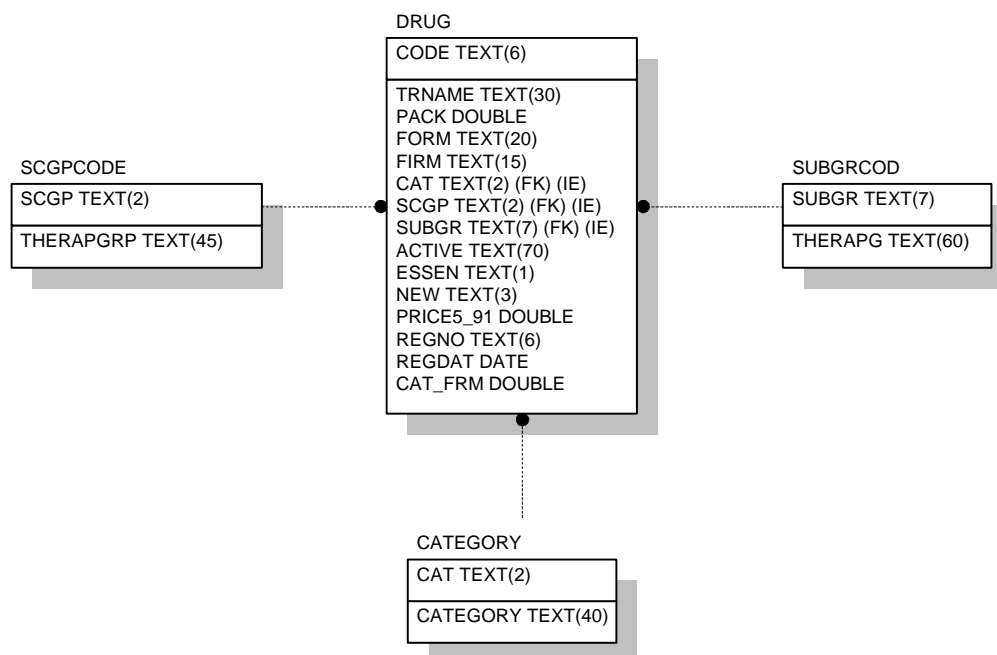 DRUG
CODE TEXT(6)
TRNAME TEXT(30)
PACK DOUBLE
FORM TEXT(20)
FIRM TEXT(15)
CAT TEXT(2) (FK) (IE)
SCGP TEXT(2) (FK) (IE)
SUBGR TEXT(7) (FK) (IE)
ACTIVE TEXT(70)
ESSEN TEXT(1)
NEW TEXT(3)
PRICE5_91 DOUBLE
REGNO TEXT(6)
REGDAT DATE
CAT_FRM DOUBLE
SCGPCODE
SCGP TEXT(2)
THERAPGRP TEXT(45)
SUBGRCOD
SUBGR TEXT(7)
THERAPG TEXT(60)
CATEGORY
CAT TEXT(2)
CATEGORY TEXT(40)